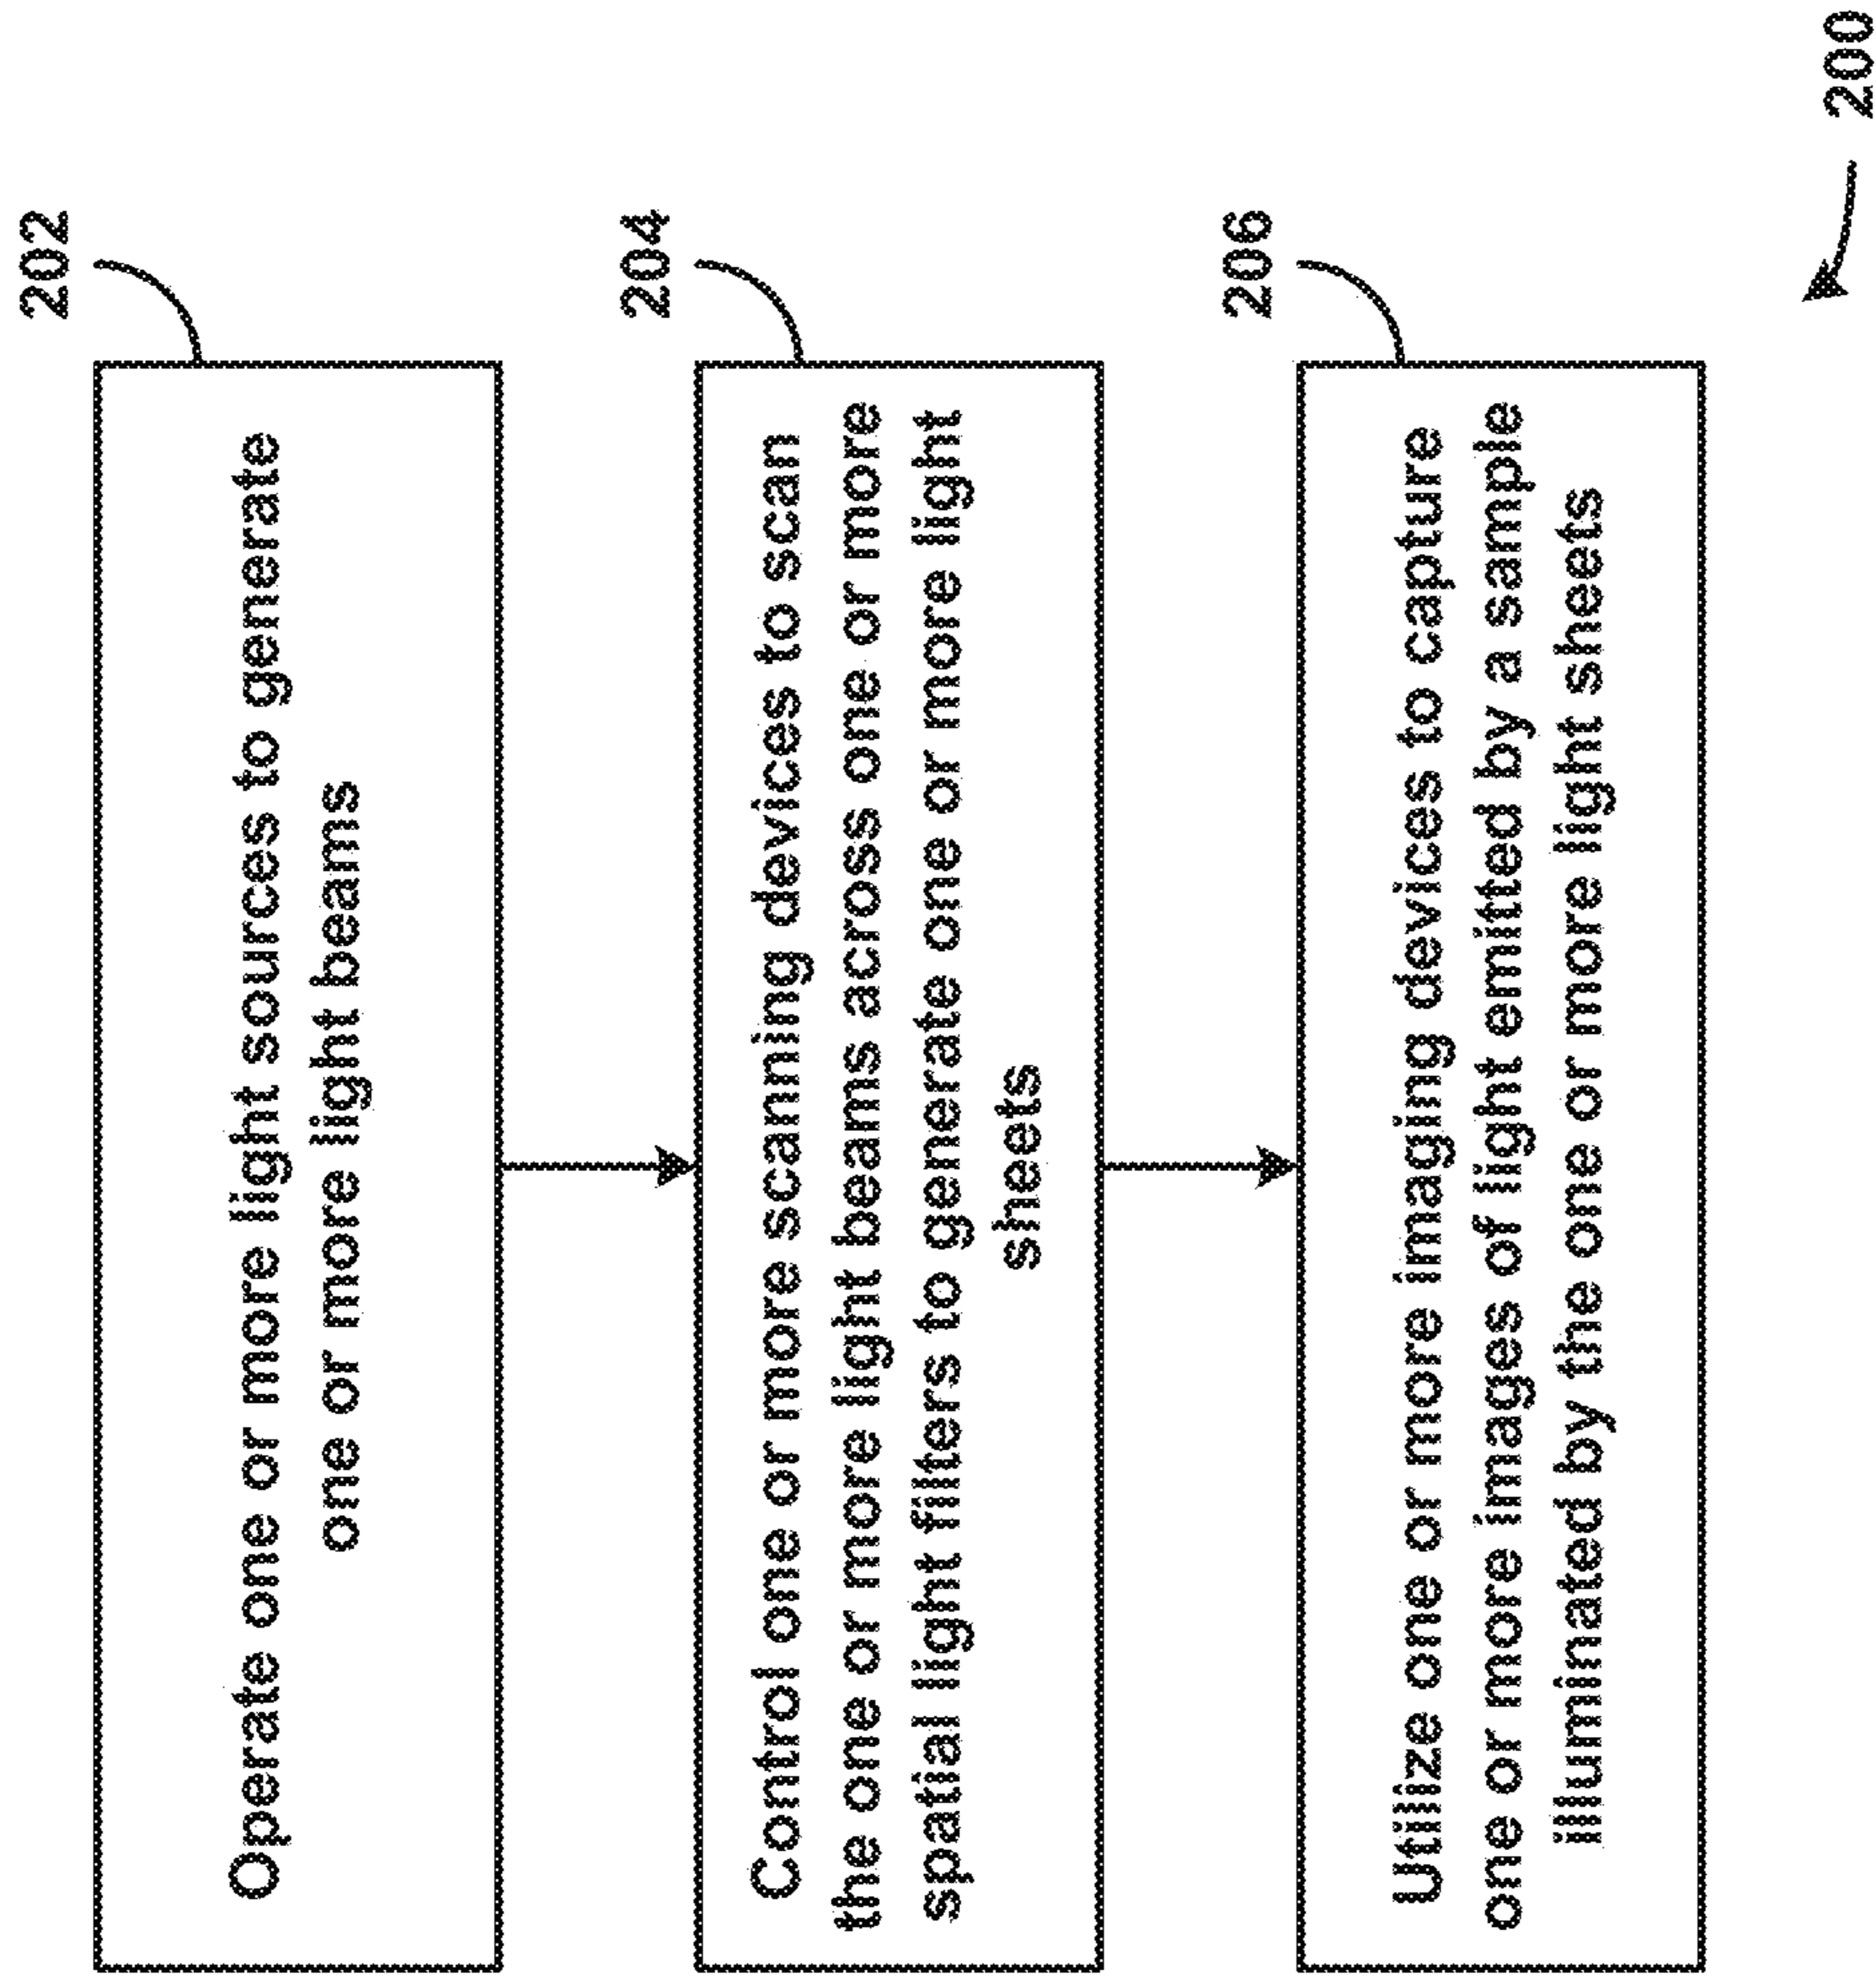 202
Operate one or more light sources to generate
one or more light beams
204
Control one or more scanning devices to scan
the one or more light beams across one or more
spatial light filters to generate one or more light
sheets
206
Utilize one or more imaging devices to capture
one or more images of light emitted by a sample
illuminated by the one or more light sheets
200